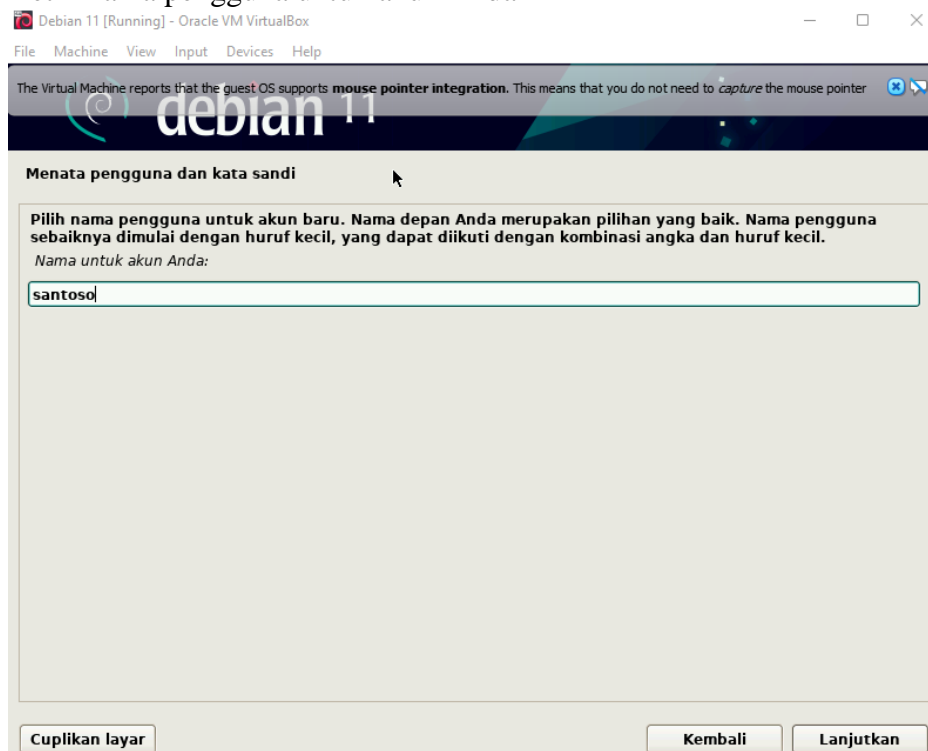 Debian 11 [Running] - Oracle VM VirtualBox
File Machine View Input Devices Help
The Virtual Machine reports that the guest OS supports mouse pointer integration. This means that you do not need to capture the mouse pointer
debian 11
Menata pengguna dan kata sandi
Pilih nama pengguna untuk akun baru. Nama depan Anda merupakan pilihan yang baik. Nama pengguna
sebaiknya dimulai dengan huruf kecil, yang dapat diikuti dengan kombinasi angka dan huruf kecil.
Nama untuk akun Anda:
santoso
Cuplikan layar
Kembali
Lanjutkan